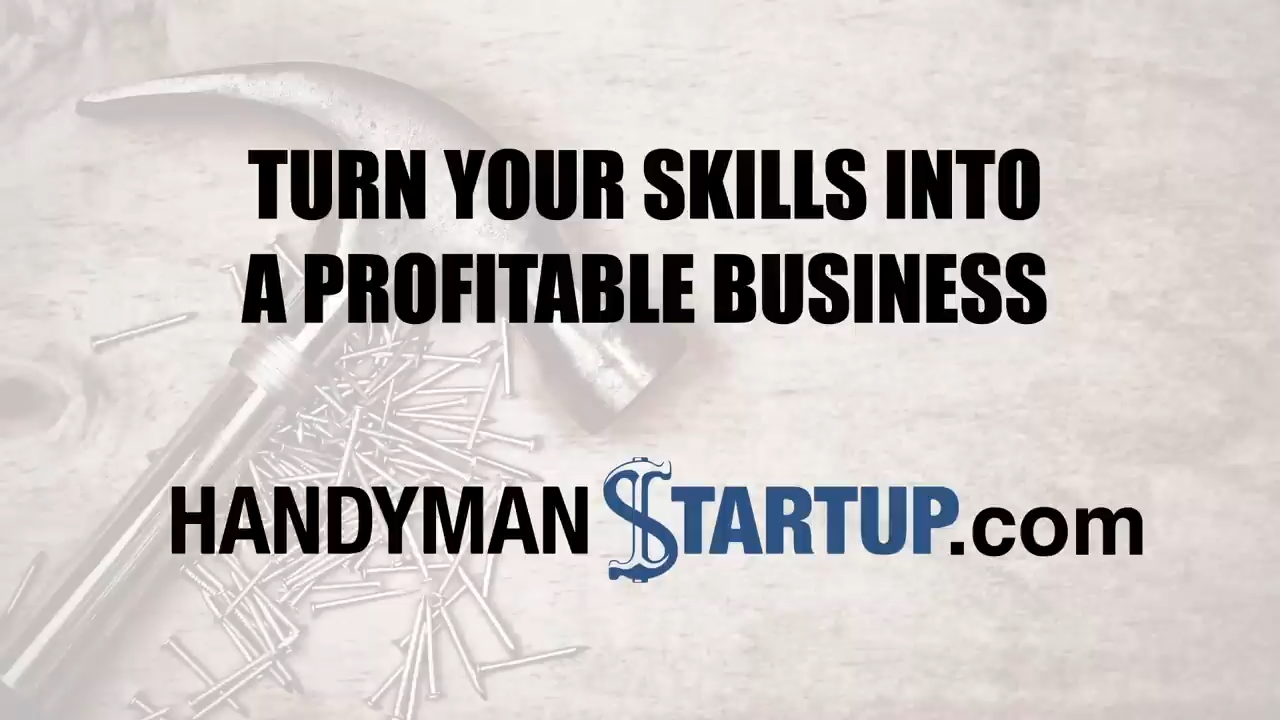 TURN YOUR SKILLS INTO
A PROFITABLE BUSINESS
HANDYMAN STARTUP.com